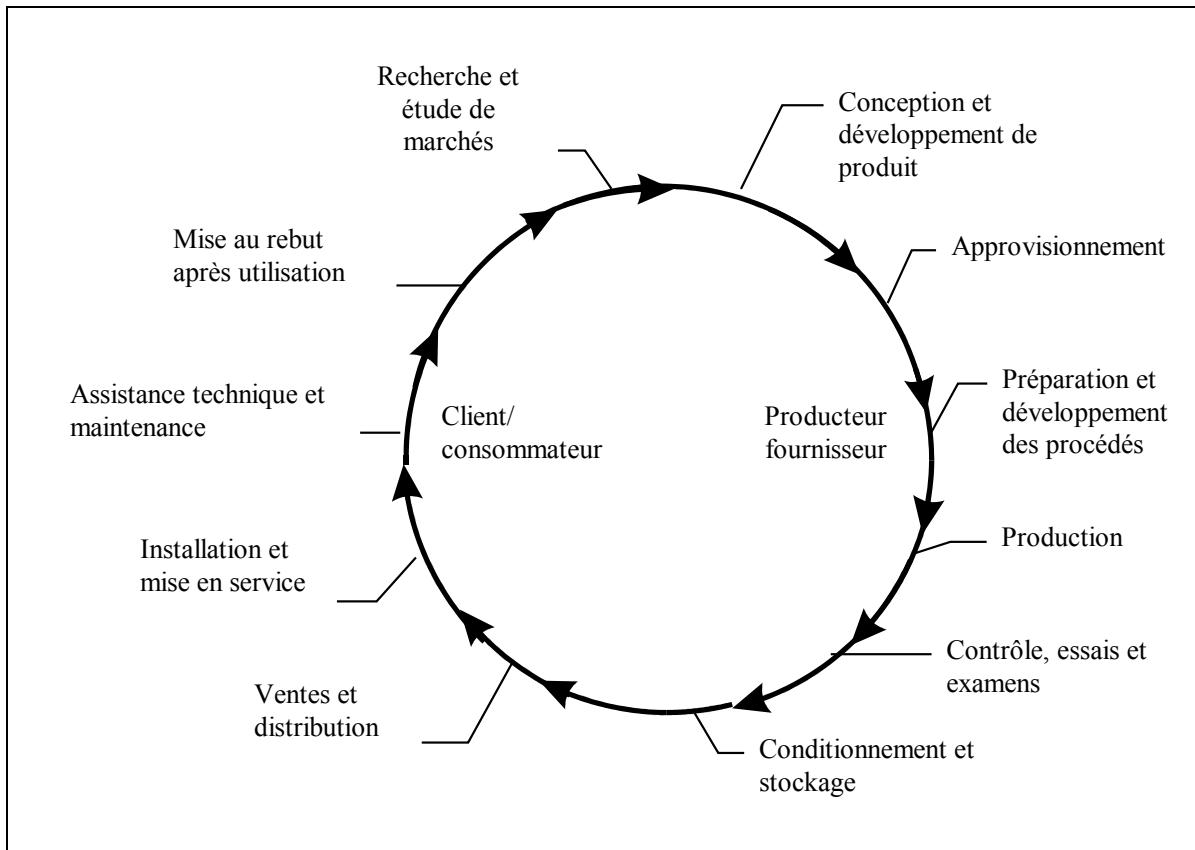 Recherche et
étude de
marchés
Conception et
développement de
produit
Approvisionnement
Préparation et
développement
des procédés
Production
Contrôle, essais et
examens
Conditionnement et
stockage
Ventes et
distribution
Installation et
mise en service
Assistance technique et
maintenance
Mise au rebut
après utilisation
Client/
consommateur
Producteur
fournisseur